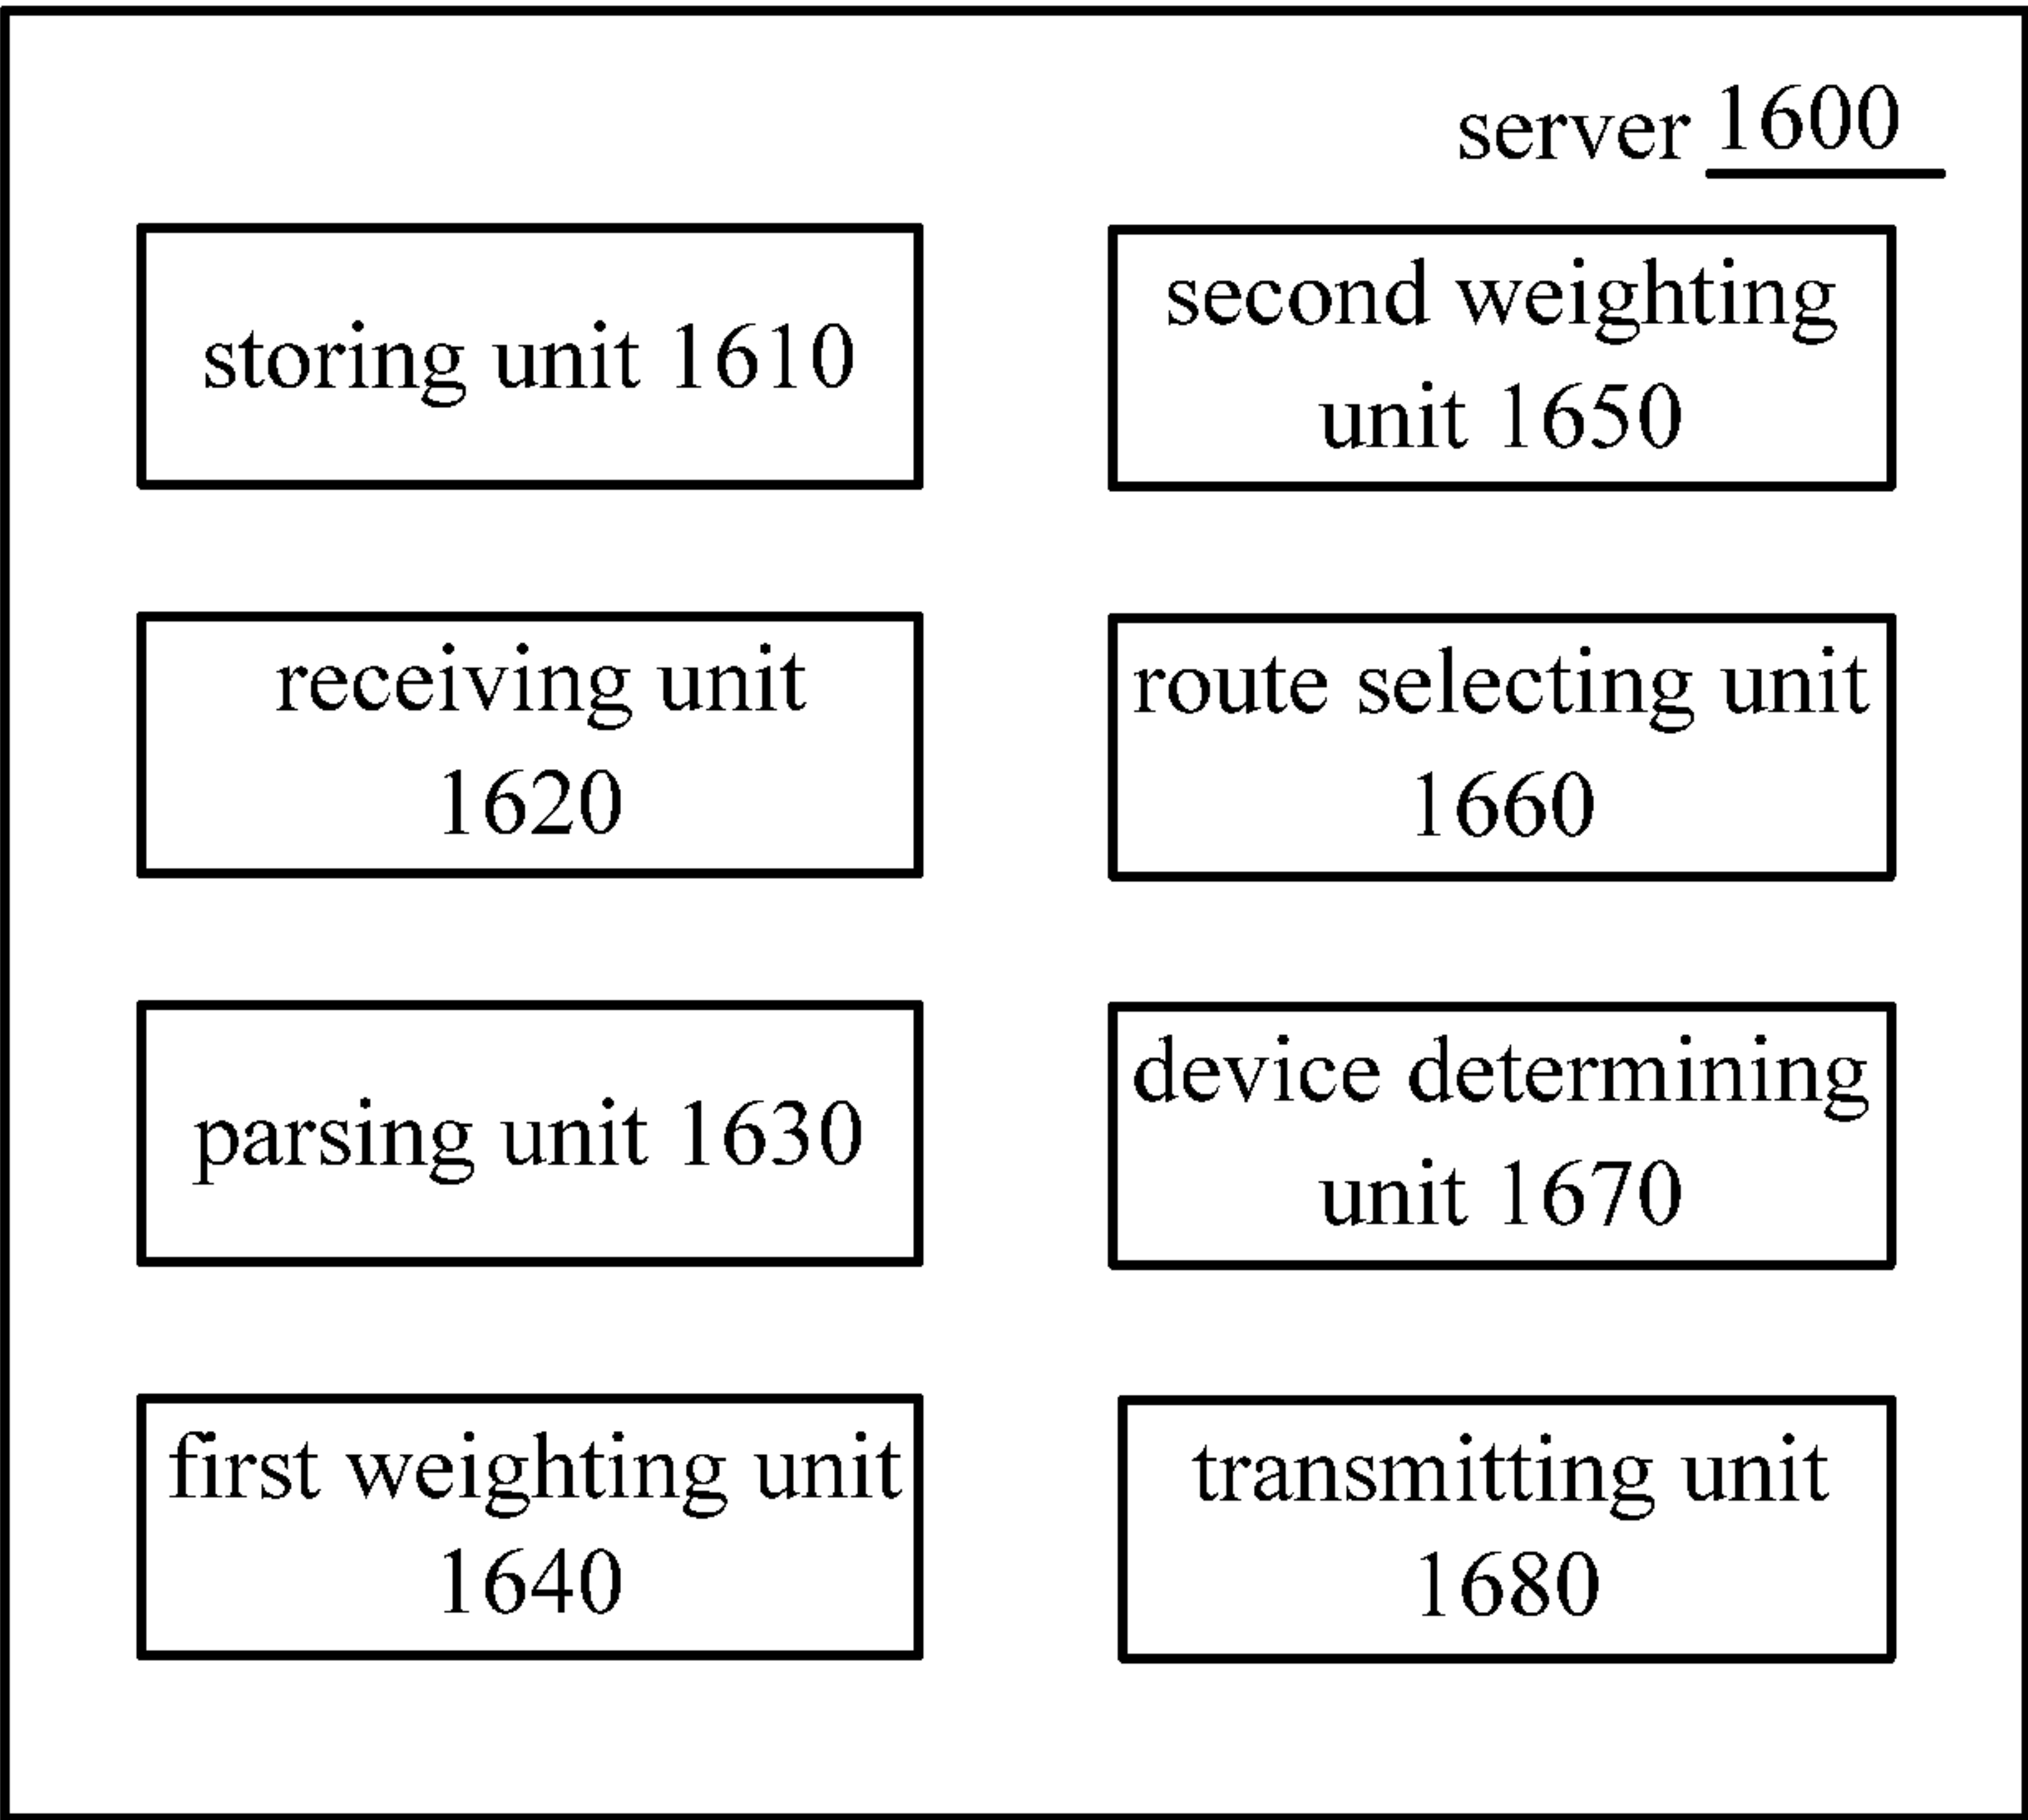 server 1600
storing unit 1610
second weighting
unit 1650
receiving unit
1620
route selecting unit
1660
parsing unit 1630
device determining
unit 1670
first weighting unit
1640
transmitting unit
1680